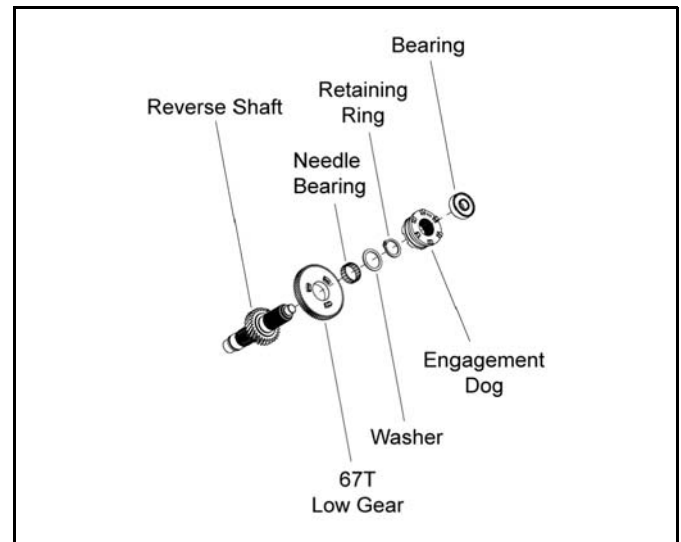 Bearing
Retaining
Ring
Reverse Shaft
Needle
Bearing
Engagement
Dog
Washer
67T
Low Gear